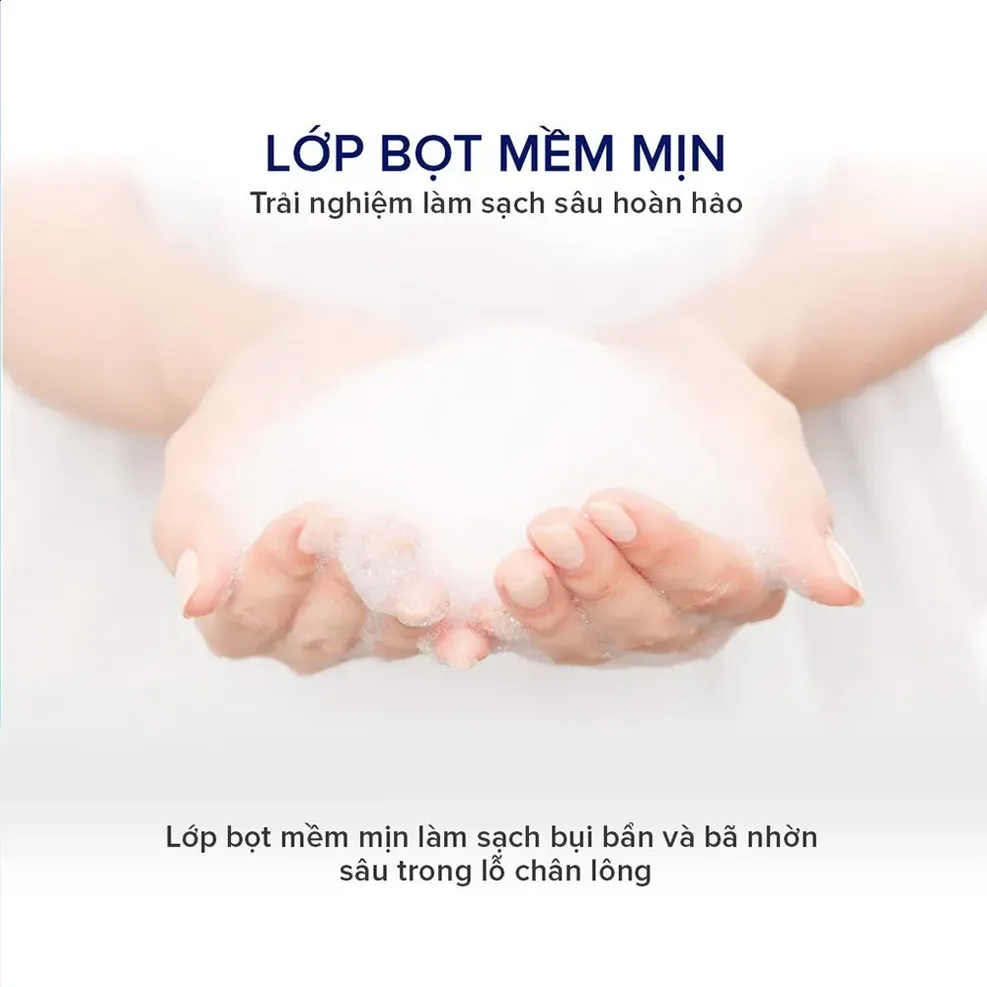 LỚP BỌT MỀM MỊN
Trải nghiệm làm sạch sâu hoàn hảo
Lớp bọt mềm mịn làm sạch bụi bẩn và bã nhờn
sâu trong lỗ chân lông